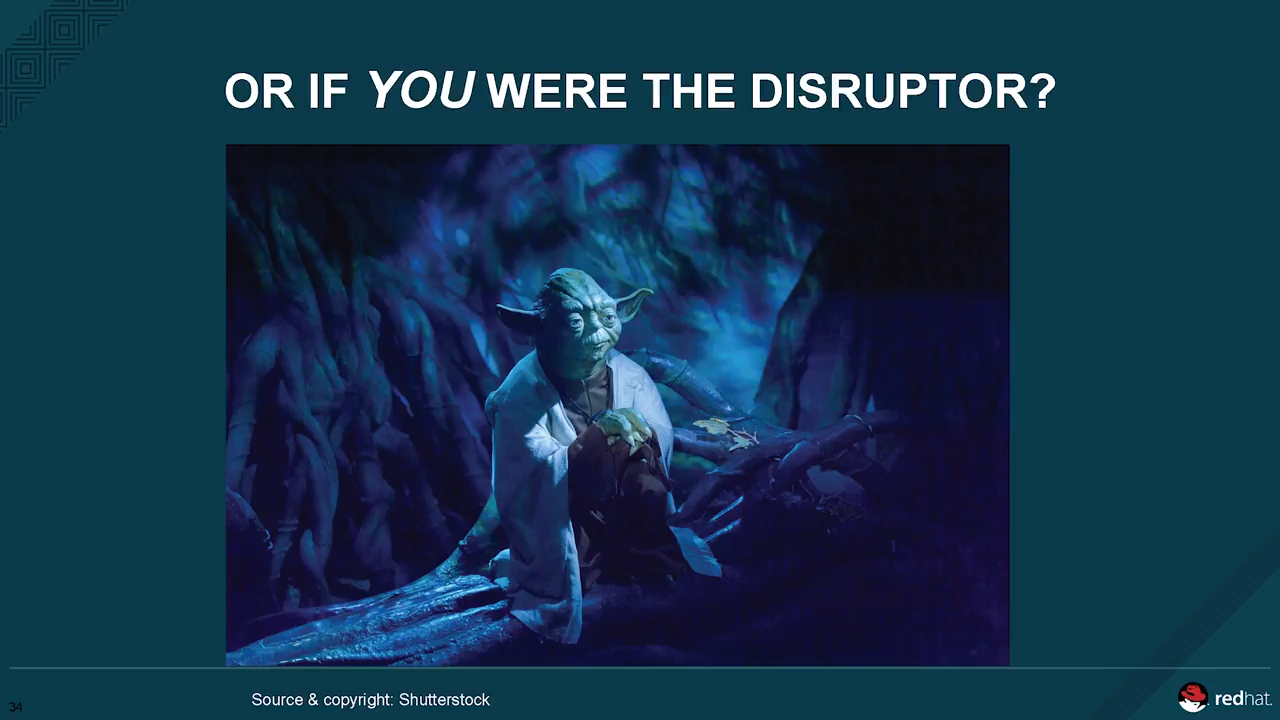 OR IF YOU WERE THE DISRUPTOR?
Source & copyright: Shutterstock
34
redhat.